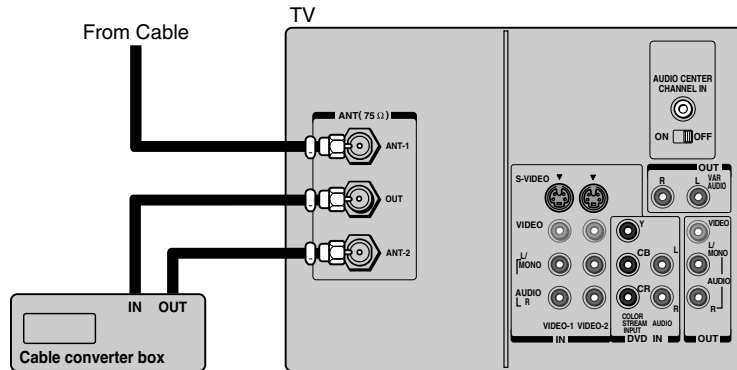 TV
From Cable
ANT( 75 Ω )
ANT-1
OUT
ANT-2
IN OUT
Cable converter box
AUDIO CENTER
CHANNEL IN
ON OFF
OUT
R L VAR
AUDIO
S-VIDEO
VIDEO
L/
MONO
AUDIO
L R
VIDEO-1 VIDEO-2
IN
Y
CB
CR
L
R
COLOR
STREAM
INPUT
AUDIO
DVD IN
VIDEO
L/
MONO
AUDIO
R
OUT